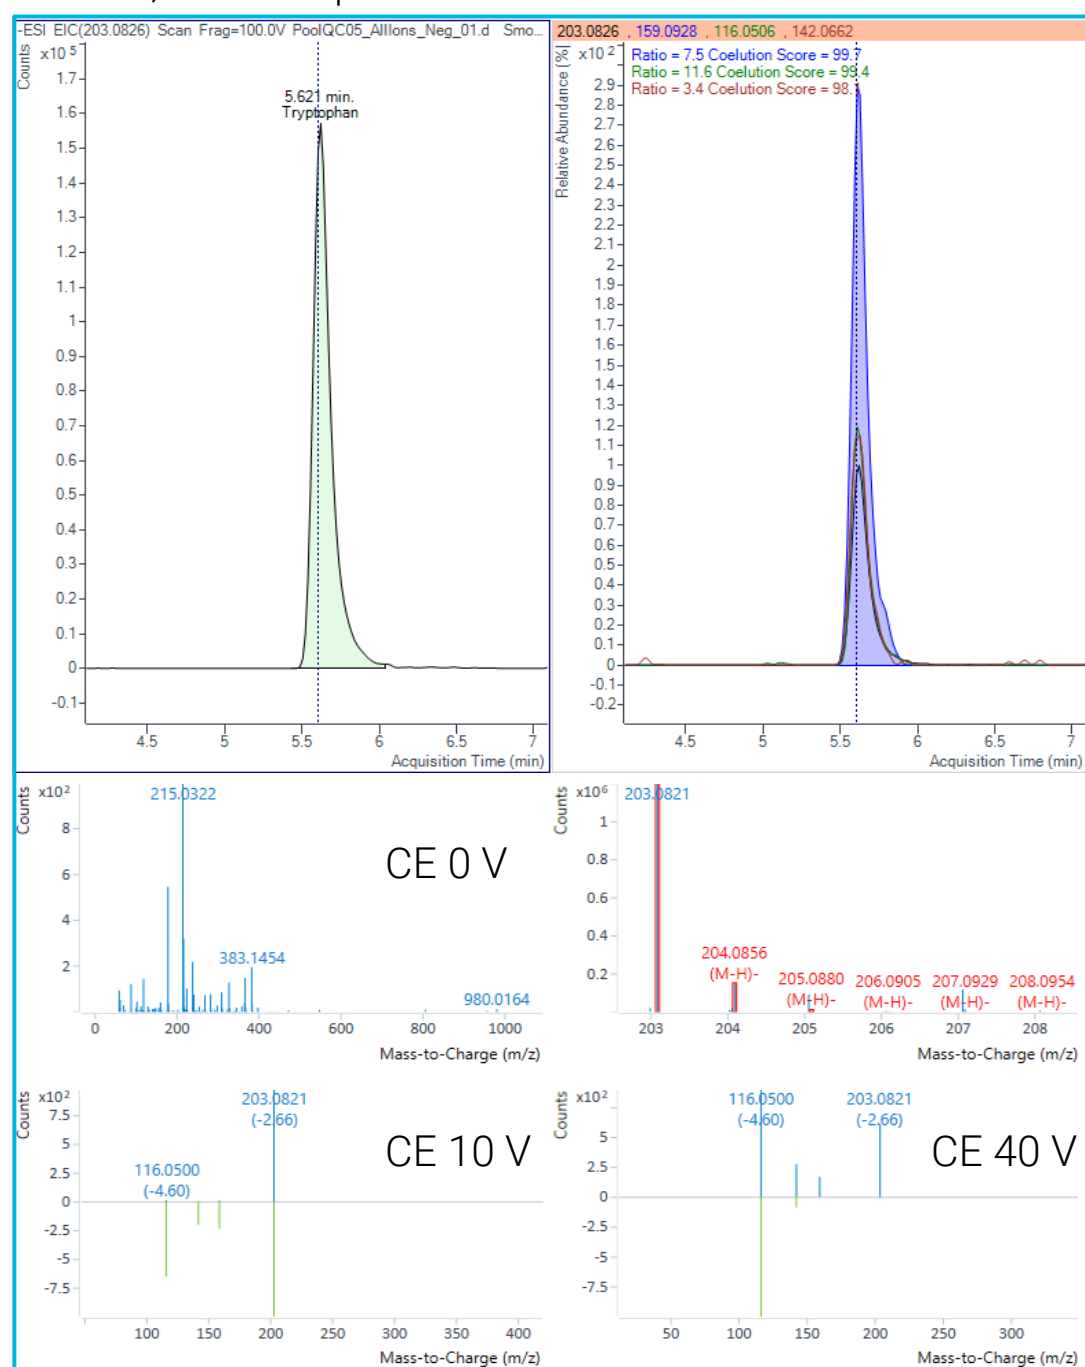 -ESI EIC(203.0826) Scan Frag=100.0V PoolQC05_AllIons_Neg_01.d Smo...
Counts
x10 5
1.7
1.6
1.5
1.4
1.3
1.2
1.1
1
0.9
0.8
0.7
0.6
0.5
0.4
0.3
0.2
0.1
0
-0.1
5.621 min.
Tryptophan
4.5 5 5.5 6 6.5 7
Acquisition Time (min)
203.0826 , 159.0928 , 116.0506 , 142.0662
Relative Abundance (%)
x10 2
Ratio = 7.5 Coelution Score = 99.7
Ratio = 11.6 Coelution Score = 99.4
Ratio = 3.4 Coelution Score = 98.
2.9
2.8
2.7
2.6
2.5
2.4
2.3
2.2
2.1
2
1.9
1.8
1.7
1.6
1.5
1.4
1.3
1.2
1.1
1
0.9
0.8
0.7
0.6
0.5
0.4
0.3
0.2
0.1
0
-0.1
-0.2
4.5 5 5.5 6 6.5 7
Acquisition Time (min)
Counts
x10 2
8
6
4
2
215.0322
383.1454
980.0164
CE 0 V
0 200 400 600 800 1000
Mass-to-Charge (m/z)
Counts
x10 6
1
0.8
0.6
0.4
0.2
203.0821
204.0856
(M-H)-
205.0880
(M-H)-
206.0905
(M-H)-
207.0929
(M-H)-
208.0954
(M-H)-
203 204 205 206 207 208
Mass-to-Charge (m/z)
Counts
x10 2
7.5
5
2.5
0
-2.5
-5
-7.5
203.0821
(-2.66)
116.0500
(-4.60)
CE 10 V
100 150 200 250 300 350 400
Mass-to-Charge (m/z)
Counts
x10 2
5
2.5
0
-2.5
-5
-7.5
116.0500
(-4.60)
203.0821
(-2.66)
CE 40 V
50 100 150 200 250 300
Mass-to-Charge (m/z)